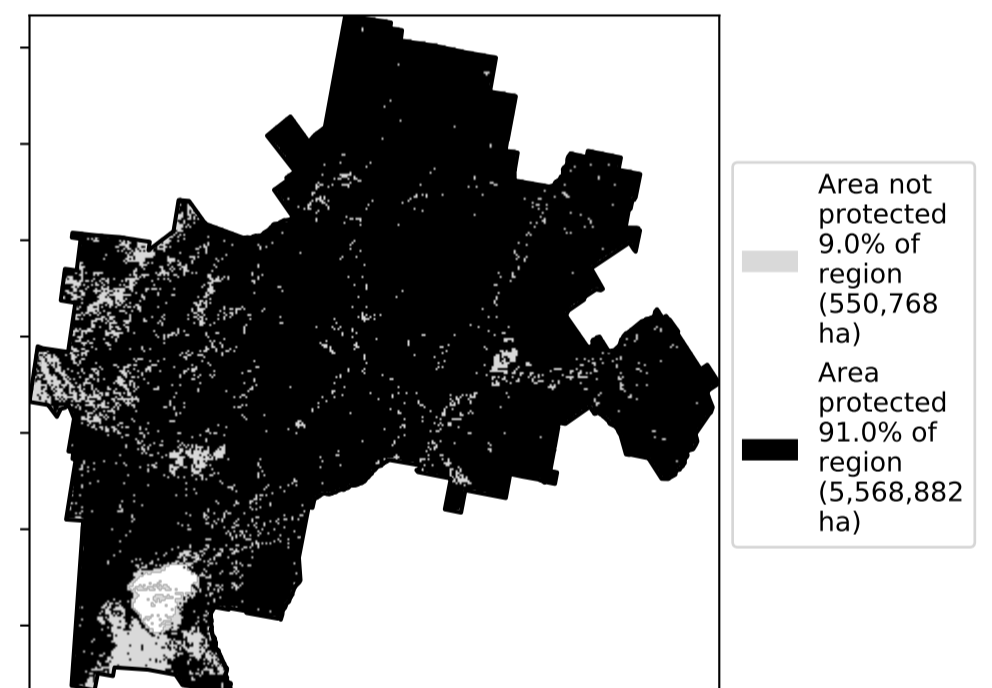 Area not
protected
9.0% of
region
(550,768
ha)
Area
protected
91.0% of
region
(5,568,882
ha)